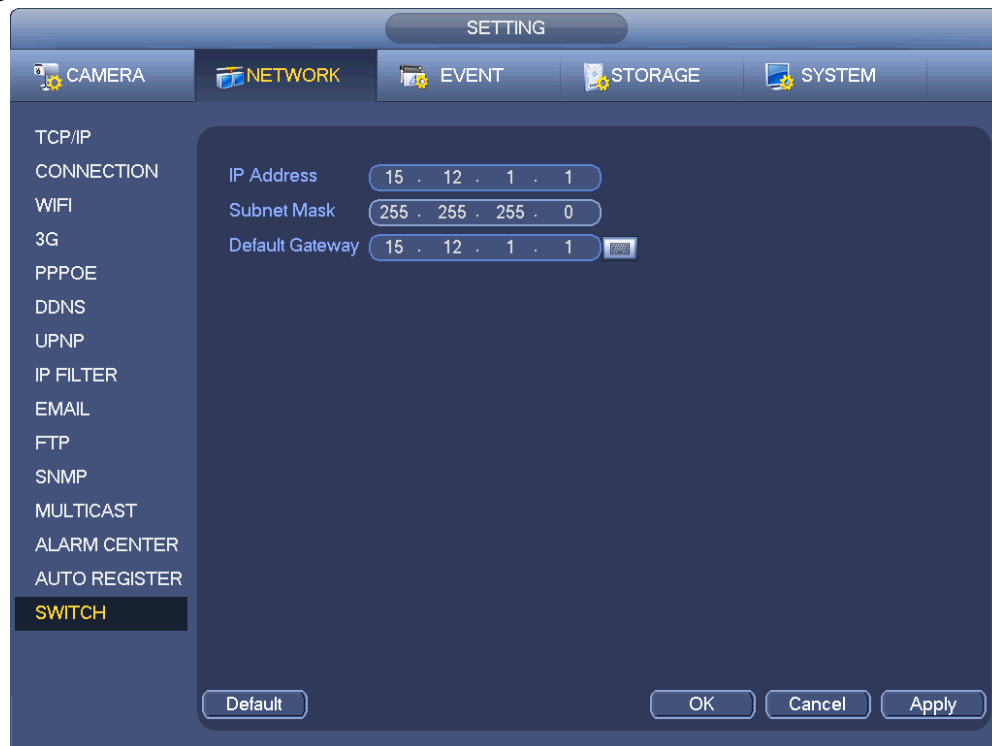 SETTING
CAMERA NETWORK EVENT STORAGE SYSTEM
TCP/IP
CONNECTION
WIFI
3G
PPPOE
DDNS
UPNP
IP FILTER
EMAIL
FTP
SNMP
MULTICAST
ALARM CENTER
AUTO REGISTER
SWITCH
IP Address 15 . 12 . 1 . 1
Subnet Mask 255 . 255 . 255 . 0
Default Gateway 15 . 12 . 1 . 1
Default OK Cancel Apply